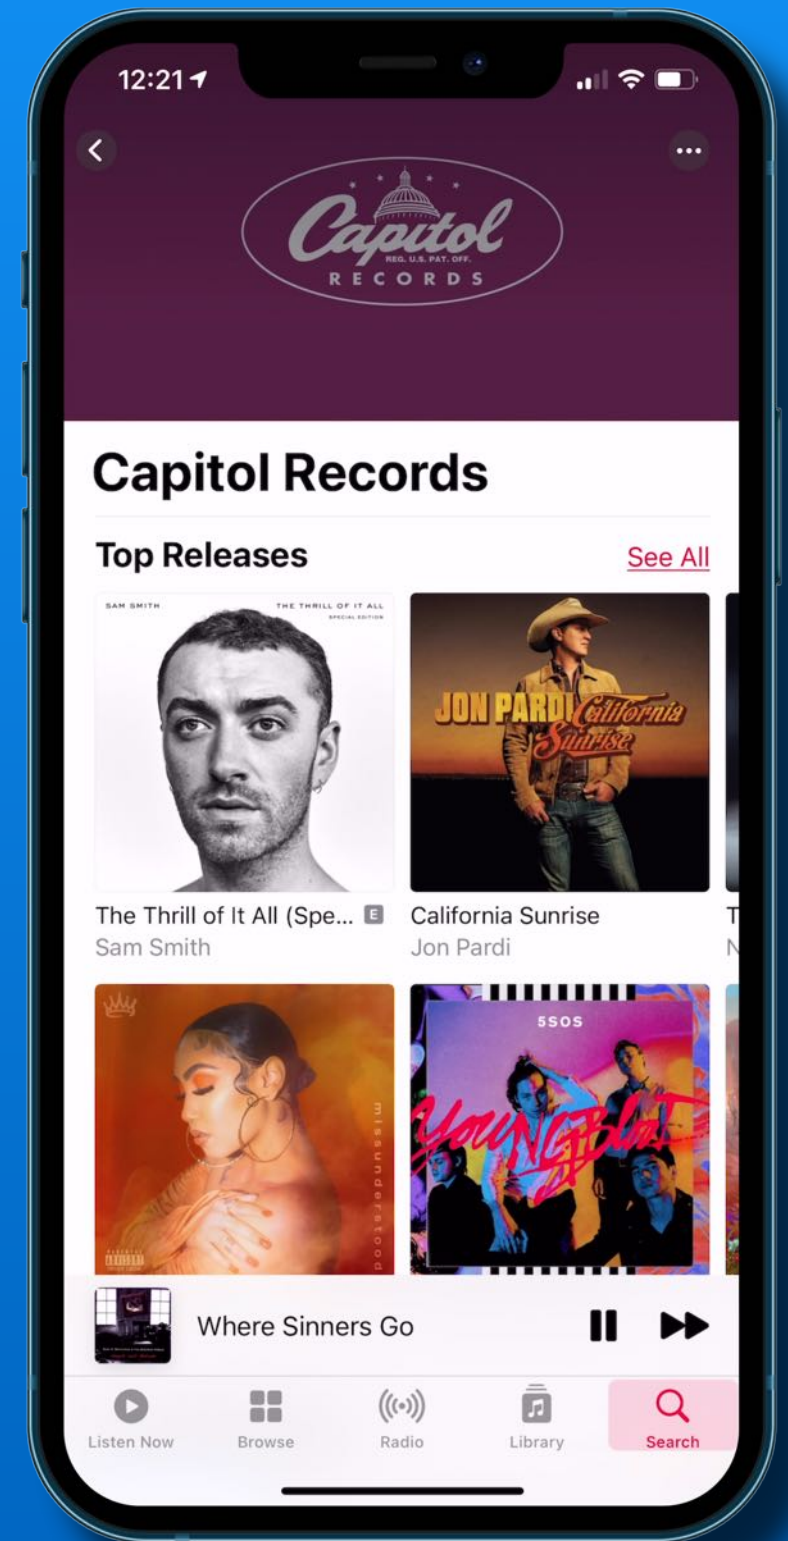 12:21
Capitol
REG. U.S. PAT. OFF.
RECORDS
Capitol Records
Top Releases
See All
SAM SMITH
THE THRILL OF IT ALL
SPECIAL EDITION
JON PARDI California
Sunrise
The Thrill of It All (Spe... E
California Sunrise
T
Sam Smith
Jon Pardi
N
5SOS
YOUNGBLOOD
missunderstood
PARENTAL
ADVISORY
Where Sinners Go
Listen Now
Browse
Radio
Library
Search